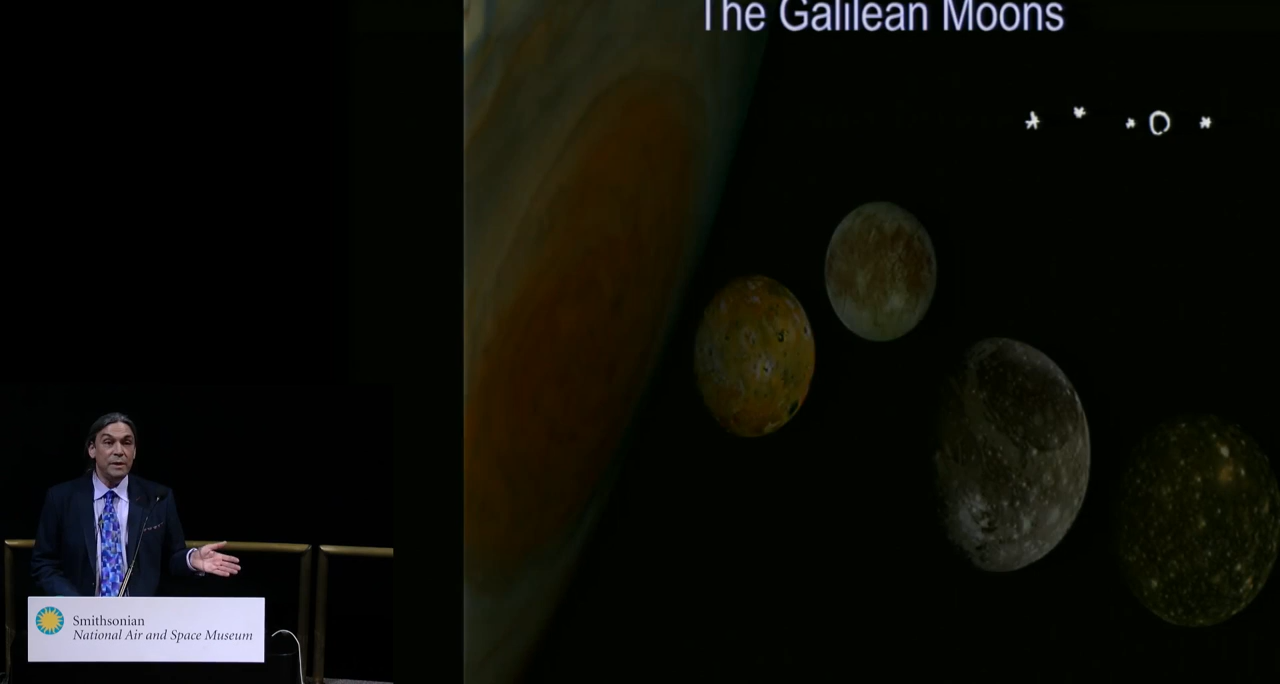 The Galilean Moons
* * * O *
Smithsonian
National Air and Space Museum